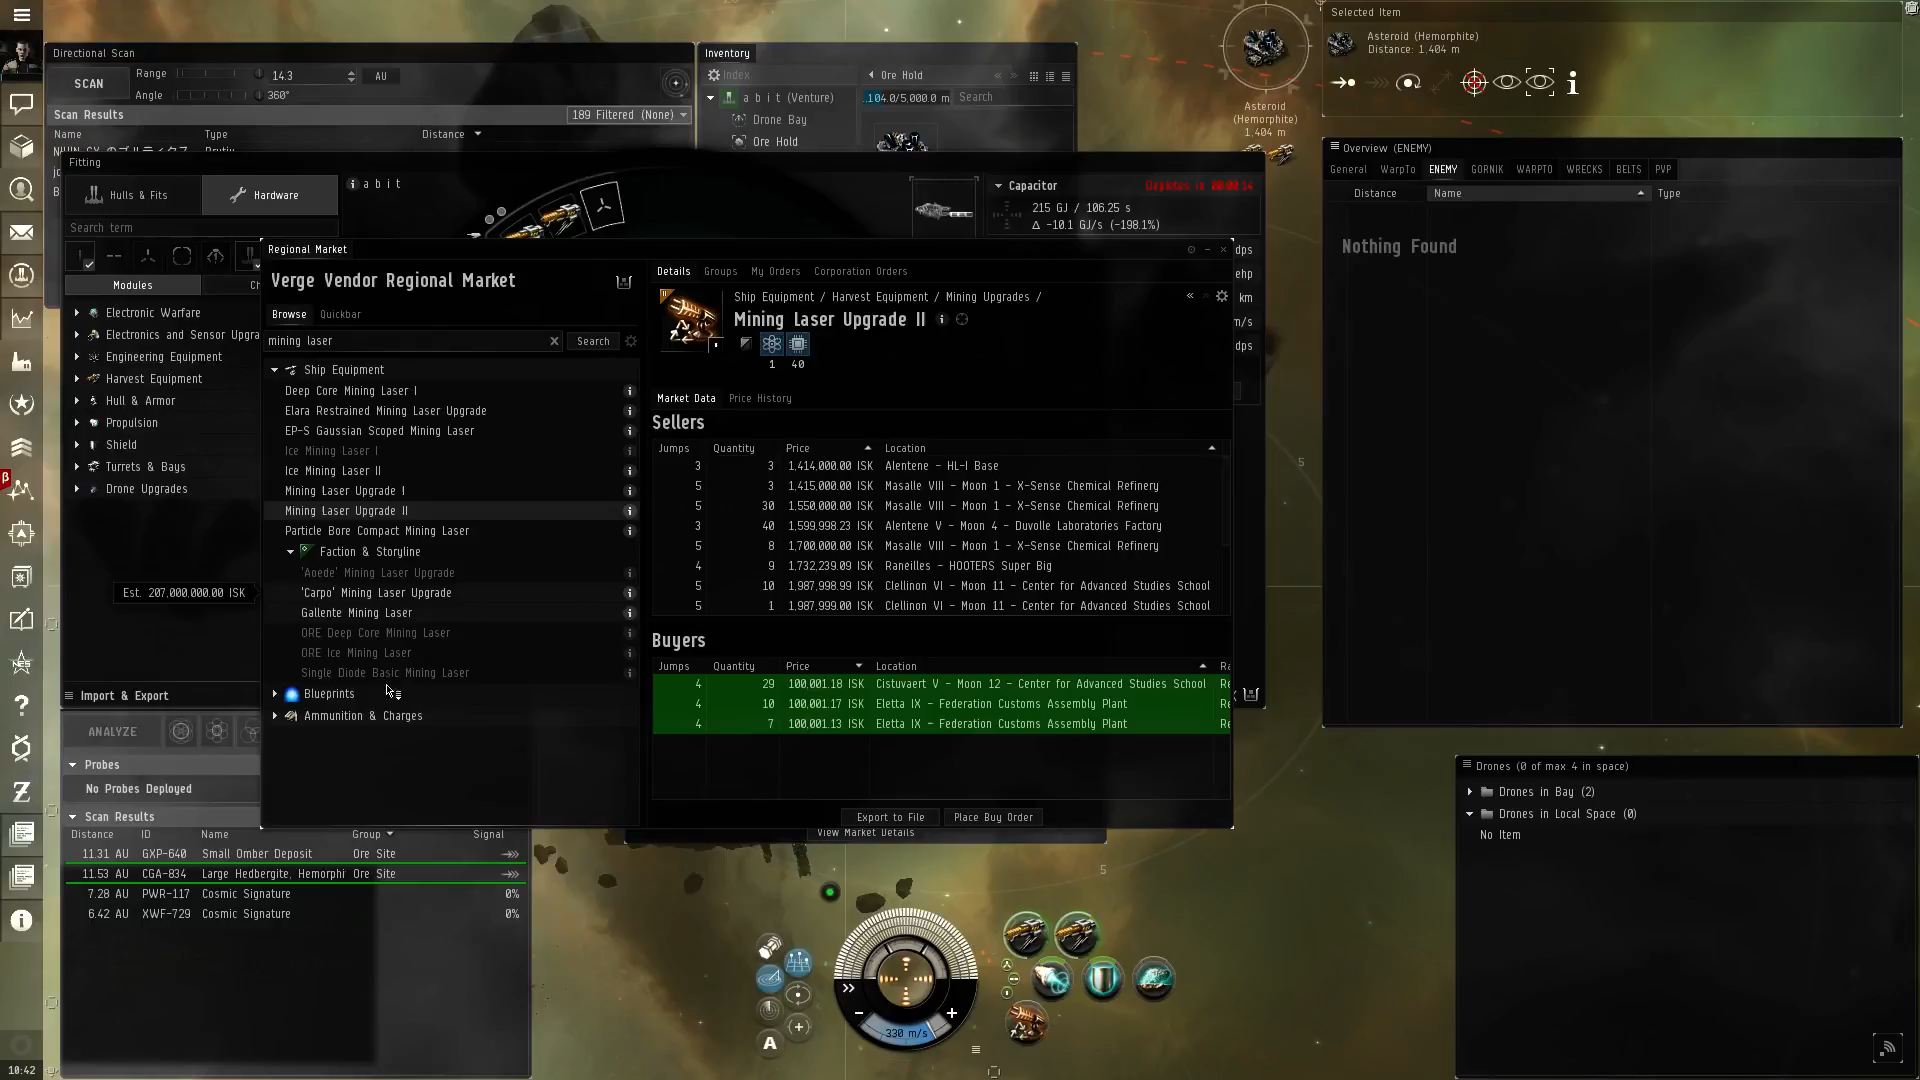 Directional Scan
SCAN
Range
14.3
AU
Angle
360°
Scan Results
189 Filtered (None)
Name
Type
Distance
Inventory
Index
a b i t (Venture)
Drone Bay
Ore Hold
Ore Hold
104.0/5,000.0 m
Search
Asteroid
(Hemorphite)
1,404 m
Selected Item
Asteroid (Hemorphite)
Distance: 1,404 m
Overview (ENEMY)
General
WarpTo
ENEMY
GORNIK
WARPTO
WRECKS
BELTS
PVP
Distance
Name
Type
Nothing Found
Fitting
Hulls & Fits
Hardware
a b i t
Search term
Modules
Ch
Electronic Warfare
Electronics and Sensor Upgra
Engineering Equipment
Harvest Equipment
Hull & Armor
Propulsion
Shield
Turrets & Bays
Drone Upgrades
Est. 207,000,000.00 ISK
Import & Export
Capacitor
Depletes in 00:00:14
215 GJ / 106.25 s
Δ -10.1 GJ/s (-198.1%)
dps
ehp
km
m/s
dps
Regional Market
Verge Vendor Regional Market
Browse
Quickbar
mining laser
Search
Ship Equipment
Deep Core Mining Laser I
Elara Restrained Mining Laser Upgrade
EP-S Gaussian Scoped Mining Laser
Ice Mining Laser I
Ice Mining Laser II
Mining Laser Upgrade I
Mining Laser Upgrade II
Particle Bore Compact Mining Laser
Faction & Storyline
'Aoede' Mining Laser Upgrade
'Carpo' Mining Laser Upgrade
Gallente Mining Laser
ORE Deep Core Mining Laser
ORE Ice Mining Laser
Single Diode Basic Mining Laser
Blueprints
Ammunition & Charges
Details
Groups
My Orders
Corporation Orders
Ship Equipment / Harvest Equipment / Mining Upgrades /
Mining Laser Upgrade II
1
40
Market Data
Price History
Sellers
Jumps Quantity Price Location
3 3 1,414,000.00 ISK Alentene - HL-I Base
5 3 1,415,000.00 ISK Masalle VIII - Moon 1 - X-Sense Chemical Refinery
5 30 1,550,000.00 ISK Masalle VIII - Moon 1 - X-Sense Chemical Refinery
3 40 1,599,998.23 ISK Alentene V - Moon 4 - Duvolle Laboratories Factory
5 8 1,700,000.00 ISK Masalle VIII - Moon 1 - X-Sense Chemical Refinery
4 9 1,732,239.09 ISK Raneilles - HOOTERS Super Big
5 10 1,987,998.99 ISK Clellinon VI - Moon 11 - Center for Advanced Studies School
5 1 1,987,999.00 ISK Clellinon VI - Moon 11 - Center for Advanced Studies School
Buyers
Jumps Quantity Price Location Ra
4 29 100,001.18 ISK Cistuvaert V - Moon 12 - Center for Advanced Studies School Re
4 10 100,001.17 ISK Eletta IX - Federation Customs Assembly Plant Re
4 7 100,001.13 ISK Eletta IX - Federation Customs Assembly Plant Re
Export to File
Place Buy Order
View Market Details
ANALYZE
Probes
No Probes Deployed
Scan Results
Distance ID Name Group Signal
11.31 AU GXP-640 Small Omber Deposit Ore Site
11.53 AU CGA-834 Large Hedbergite, Hemorphi Ore Site
7.28 AU PWR-117 Cosmic Signature 0%
6.42 AU XWF-729 Cosmic Signature 0%
Drones (0 of max 4 in space)
Drones in Bay (2)
Drones in Local Space (0)
No Item
5
5
330 m/s
A
NES
β
10:42